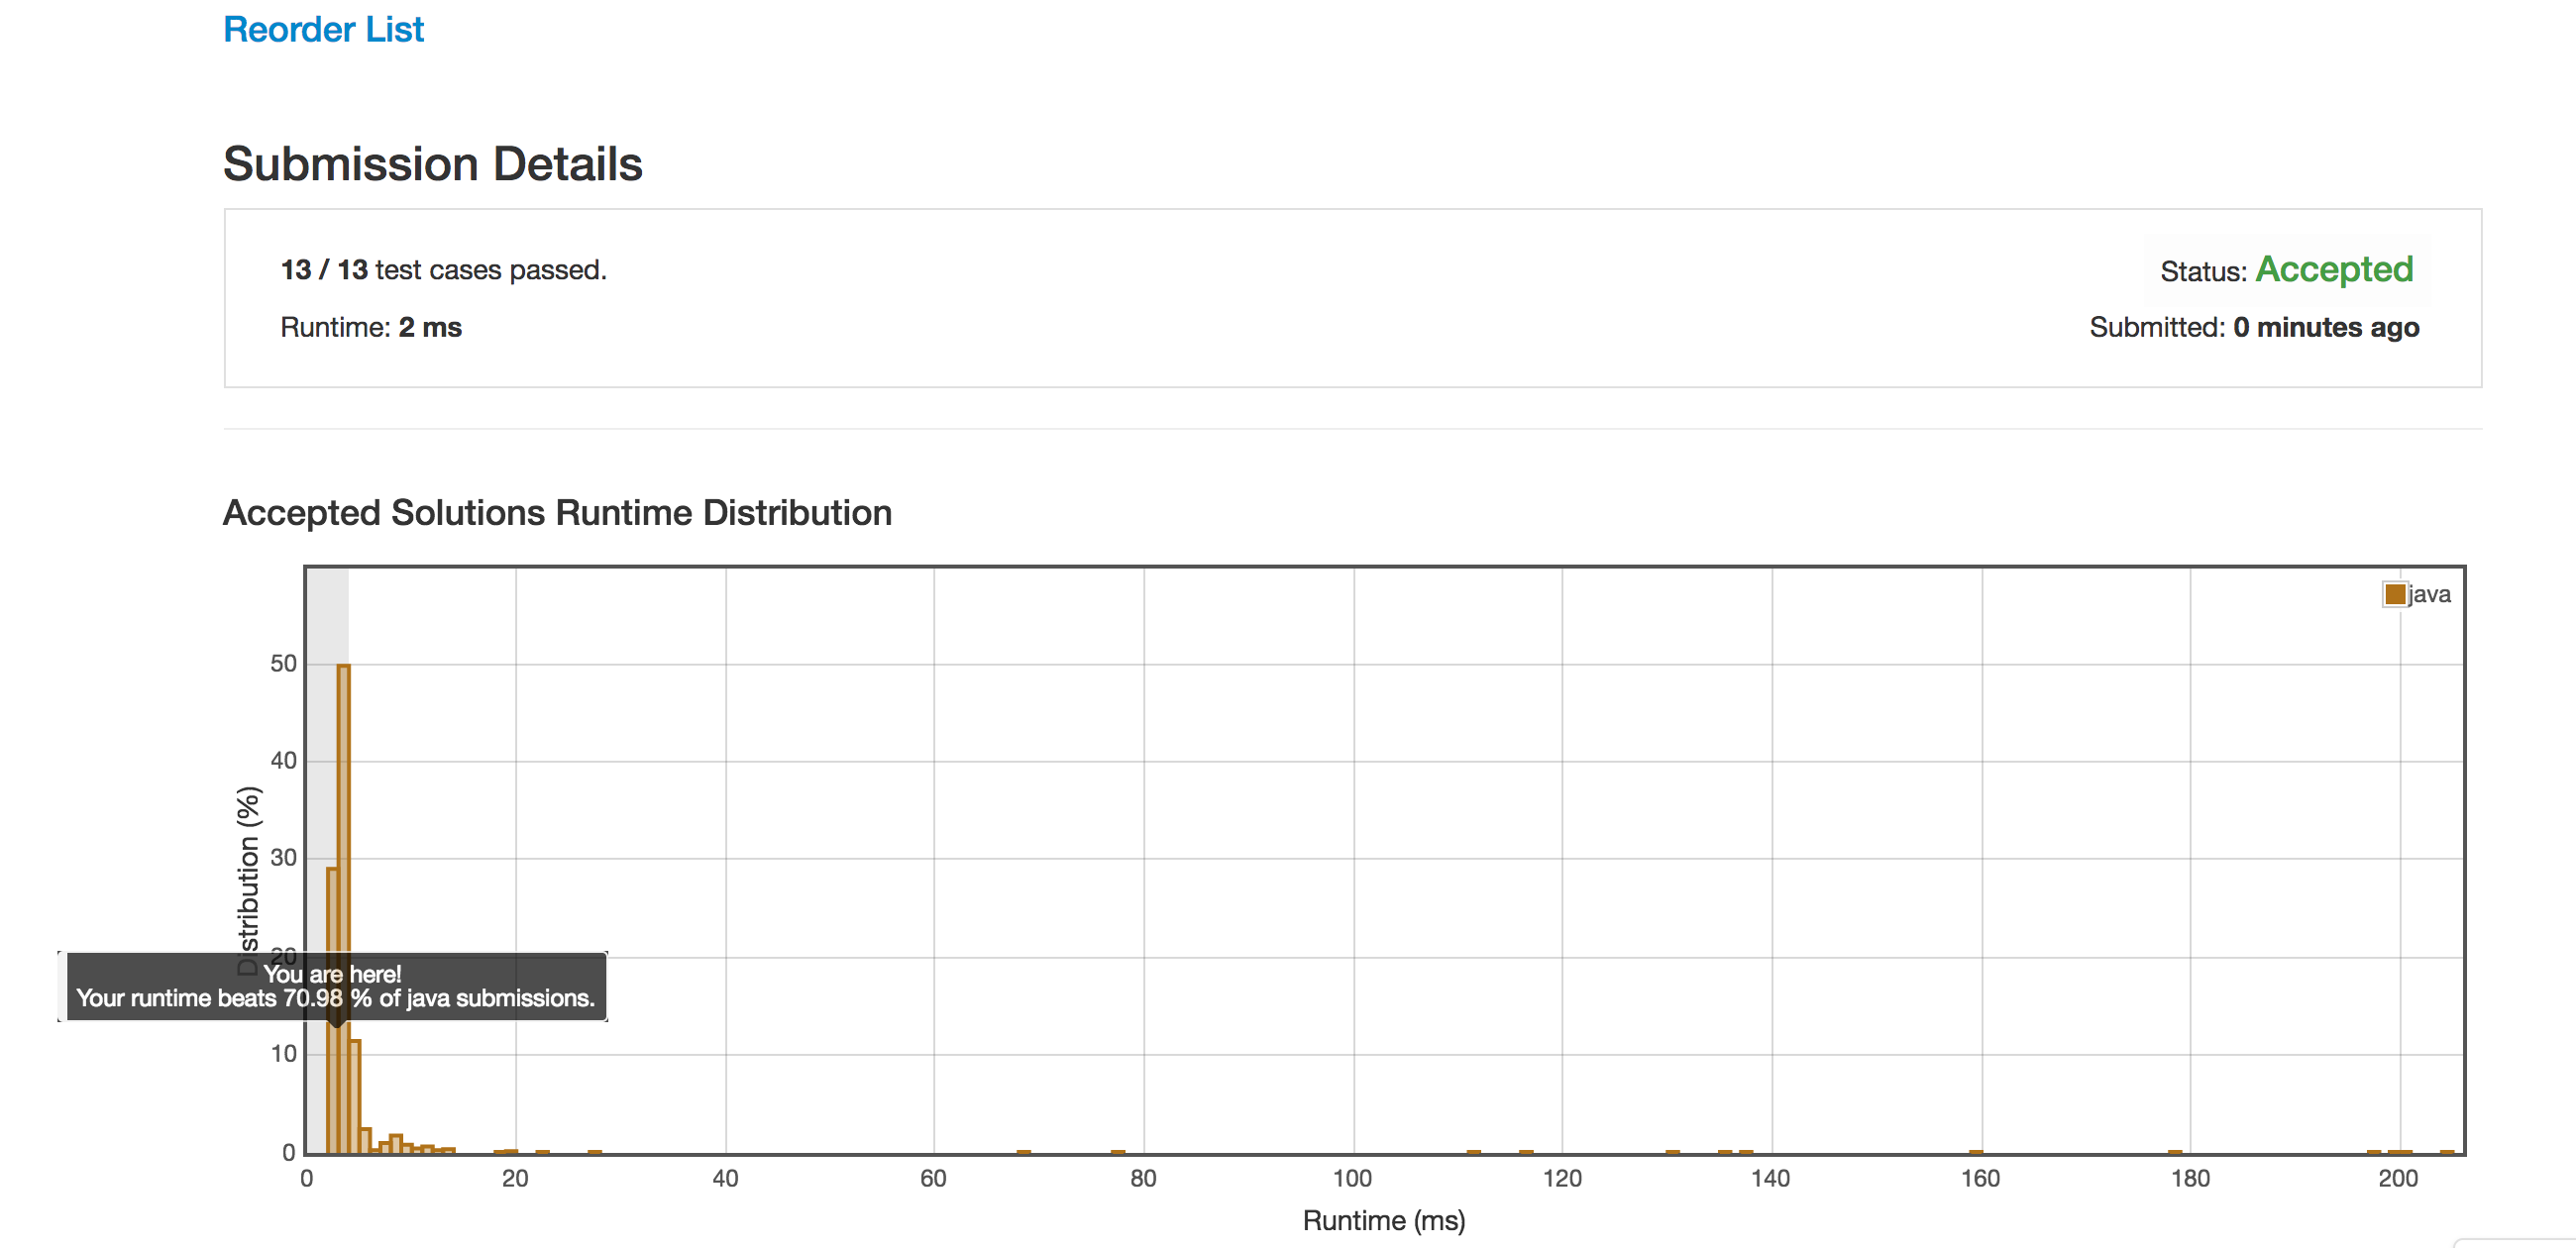 Reorder List
Submission Details
13 / 13 test cases passed.
Status: Accepted
Runtime: 2 ms
Submitted: 0 minutes ago
Accepted Solutions Runtime Distribution
java
50
40
30
20
10
0
Distribution (%)
You are here!
Your runtime beats 70.98 % of java submissions.
0 20 40 60 80 100 120 140 160 180 200
Runtime (ms)